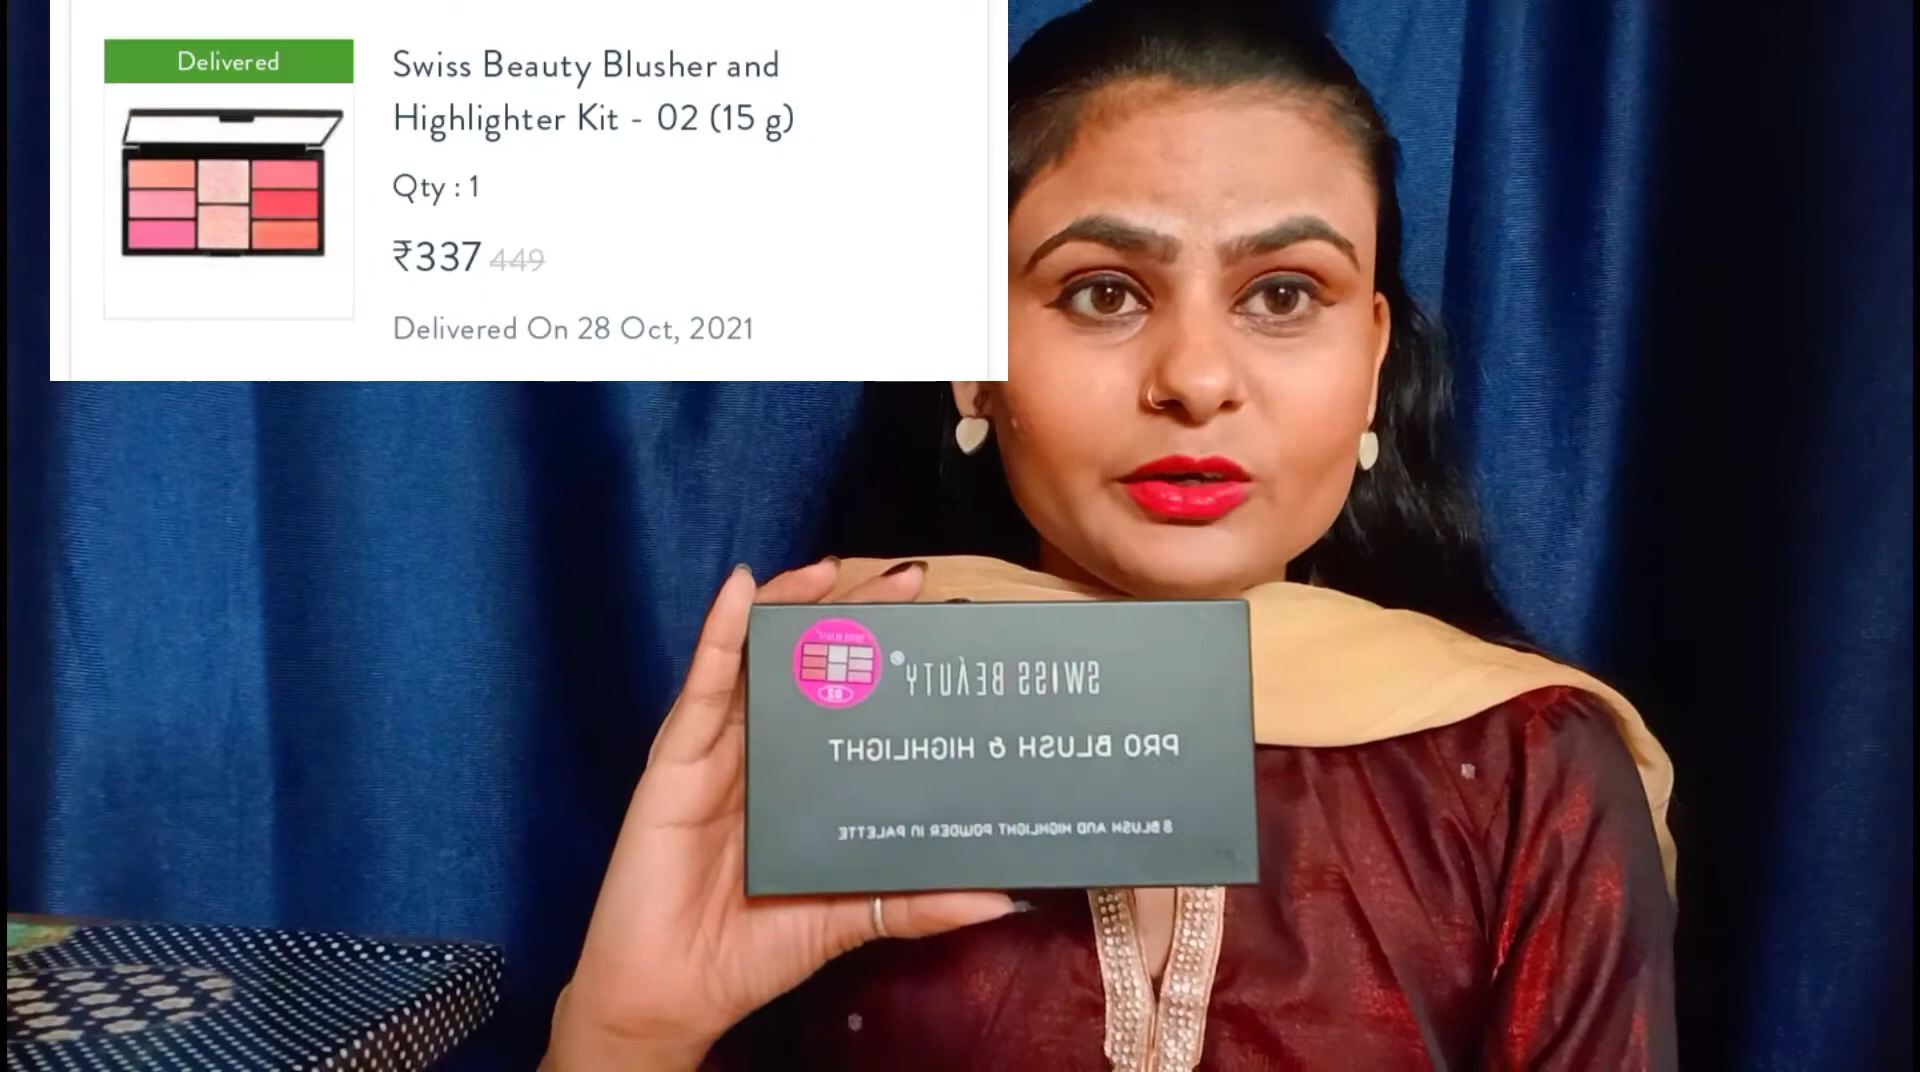 Delivered
Swiss Beauty Blusher and
Highlighter Kit - 02 (15 g)
Qty : 1
₹337 449
Delivered On 28 Oct, 2021
SWISS BEAUTY®
02
PRO BLUSH & HIGHLIGHT
8 BLUSH AND HIGHLIGHT POWDER IN PALETTE